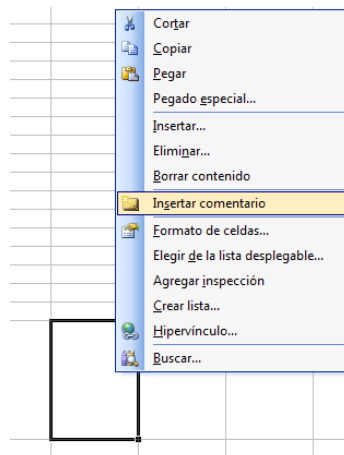 Cortar
Copiar
Pegar
Pegado especial...
Insertar...
Eliminar...
Borrar contenido
Insertar comentario
Formato de celdas...
Elegir de la lista desplegable...
Agregar inspección
Crear lista...
Hipervínculo...
Buscar...